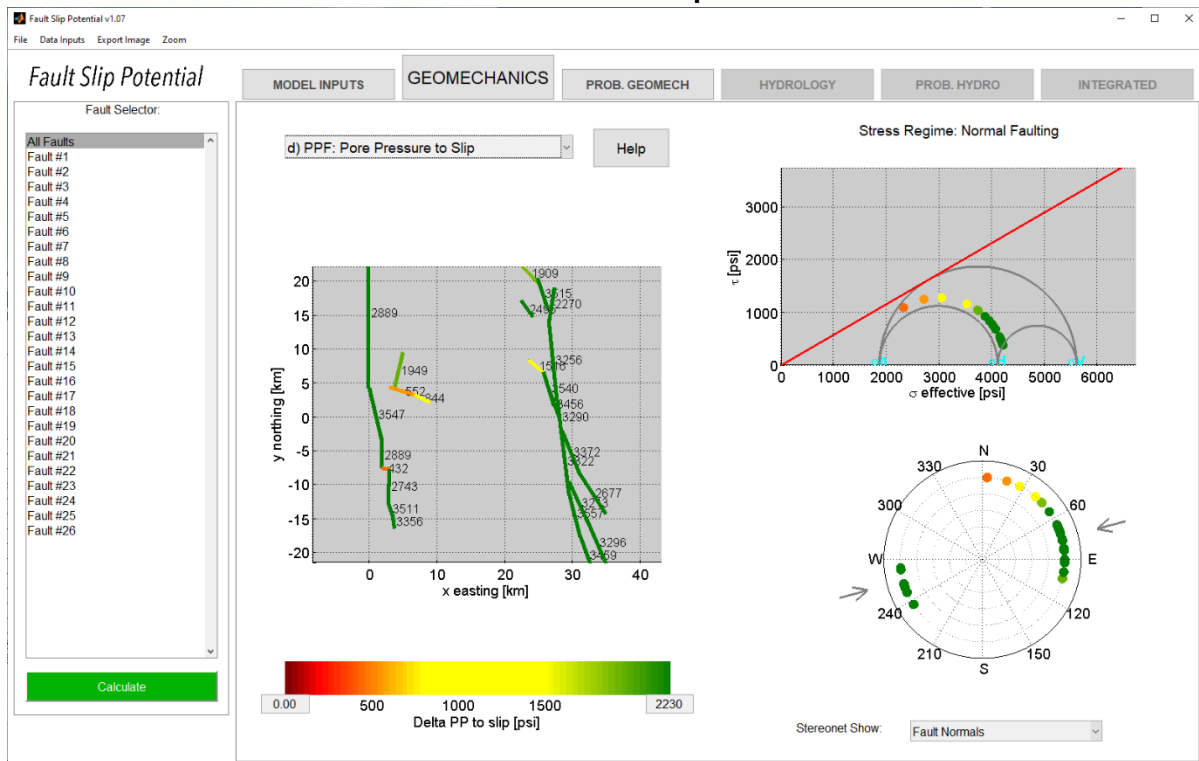 Fault Slip Potential v1.07
File Data Inputs Export Image Zoom
Fault Slip Potential
MODEL INPUTS
GEOMECHANICS
PROB. GEOMECH
HYDROLOGY
PROB. HYDRO
INTEGRATED
Fault Selector:
All Faults
Fault #1
Fault #2
Fault #3
Fault #4
Fault #5
Fault #6
Fault #7
Fault #8
Fault #9
Fault #10
Fault #11
Fault #12
Fault #13
Fault #14
Fault #15
Fault #16
Fault #17
Fault #18
Fault #19
Fault #20
Fault #21
Fault #22
Fault #23
Fault #24
Fault #25
Fault #26
Calculate
d) PPF: Pore Pressure to Slip
Help
y northing [km]
20
15
10
5
0
-5
-10
-15
-20
0 10 20 30 40
x easting [km]
2889
1949
552
844
3547
2889
432
2743
3511
3356
1909
3515
2270
3256
1516
3540
3456
3290
3372
2677
3296
3459
0.00 500 1000 1500 2230
Delta PP to slip [psi]
Stress Regime: Normal Faulting
τ [psi]
3000
2000
1000
0
0 1000 2000 3000 4000 5000 6000
σ effective [psi]
N
30
60
E
120
150
S
210
240
W
300
330
Stereonet Show: Fault Normals